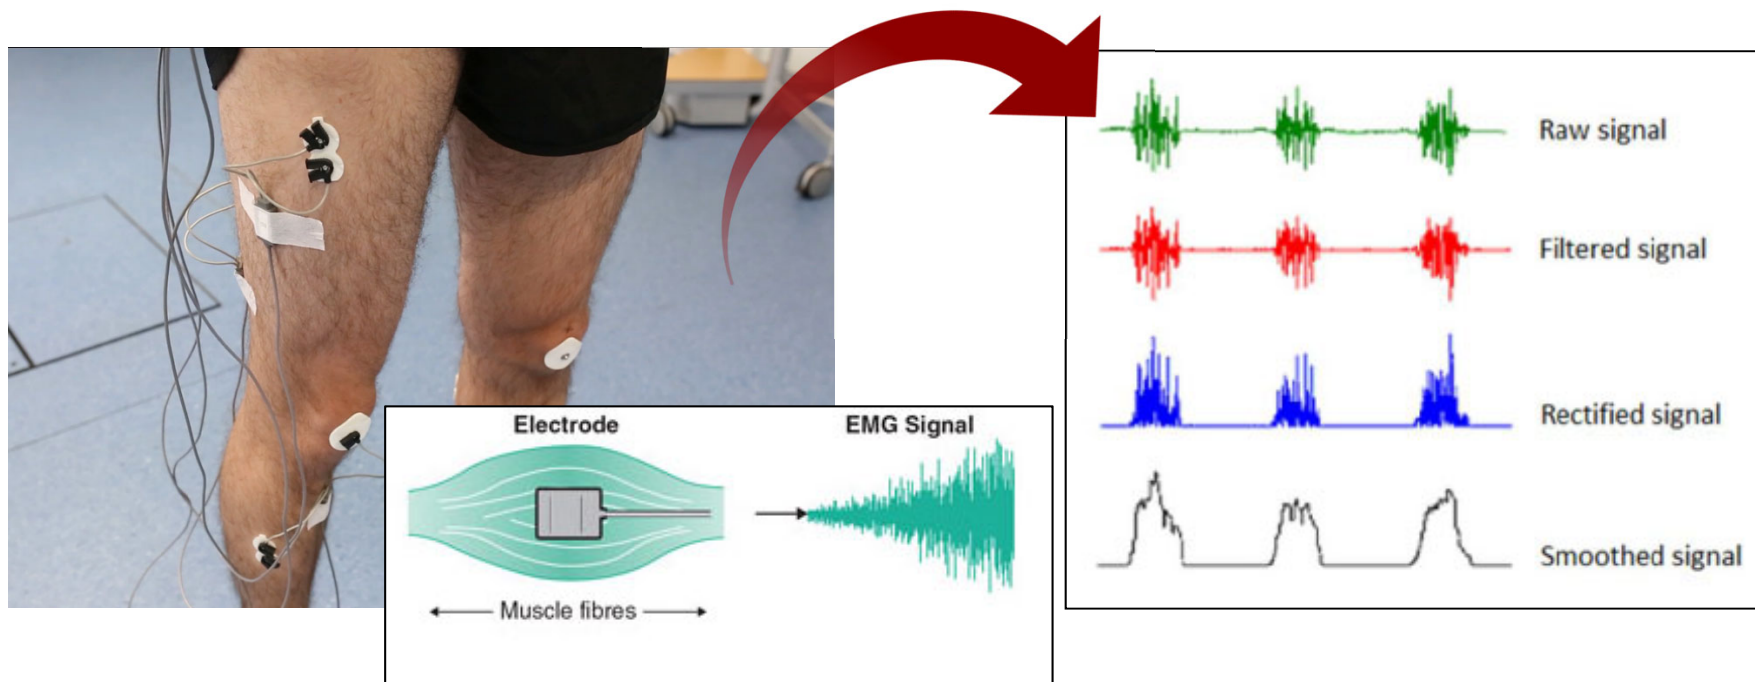 Raw signal
Filtered signal
Rectified signal
Smoothed signal
Electrode
EMG Signal
Muscle fibres